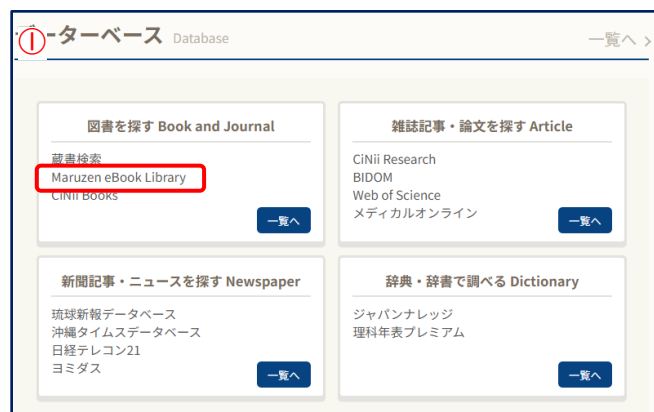 ①ーターベース Database
一覧へ >
図書を探す Book and Journal
蔵書検索
Maruzen eBook Library
CiNii Books
一覧へ
雑誌記事・論文を探す Article
CiNii Research
BIDOM
Web of Science
メディカルオンライン
一覧へ
新聞記事・ニュースを探す Newspaper
琉球新報データベース
沖縄タイムスデータベース
日経テレコン21
ヨミダス
一覧へ
辞典・辞書で調べる Dictionary
ジャパンナレッジ
理科年表プレミアム
一覧へ